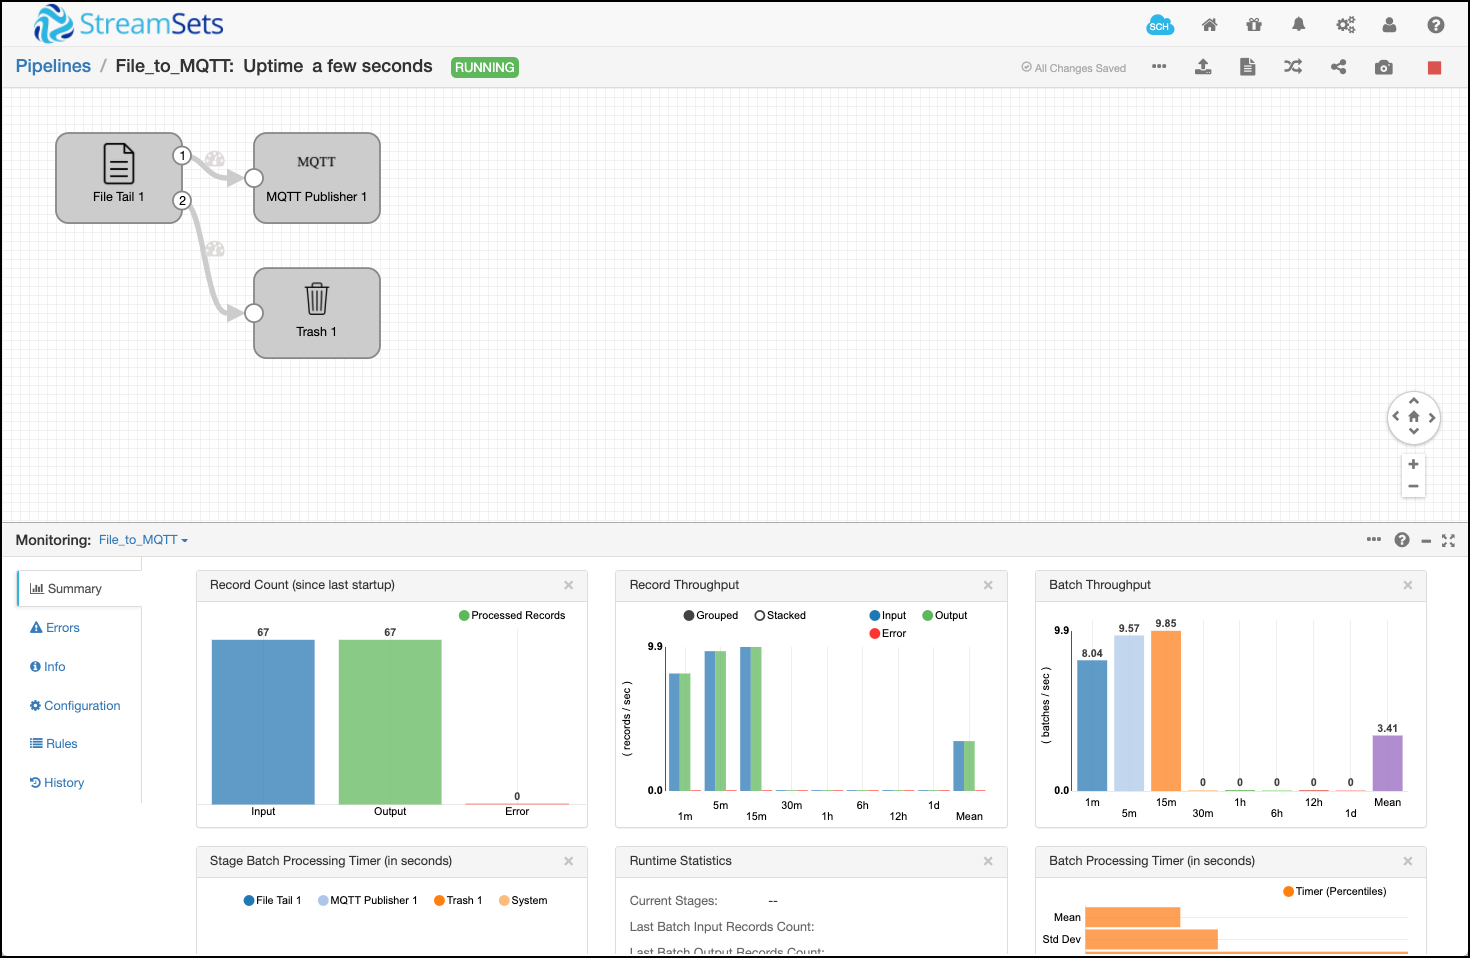 StreamSets
SCH
Pipelines / File_to_MQTT: Uptime a few seconds RUNNING
All Changes Saved
1
2
File Tail 1
MQTT
MQTT Publisher 1
Trash 1
Monitoring: File_to_MQTT
Summary
Errors
Info
Configuration
Rules
History
Record Count (since last startup)
Processed Records
67 67 0
Input Output Error
Record Throughput
Grouped Stacked Input Output
Error
9.9
( records / sec )
0.0
5m 30m 6h 1d
1m 15m 1h 12h Mean
Batch Throughput
9.9
( batches / sec )
0.0
8.04 9.57 9.85 0 0 0 0 0 3.41
1m 15m 1h 12h Mean
5m 30m 6h 1d
Stage Batch Processing Timer (in seconds)
File Tail 1 MQTT Publisher 1 Trash 1 System
Runtime Statistics
Current Stages: --
Last Batch Input Records Count:
Last Batch Output Records Count:
Batch Processing Timer (in seconds)
Timer (Percentiles)
Mean
Std Dev